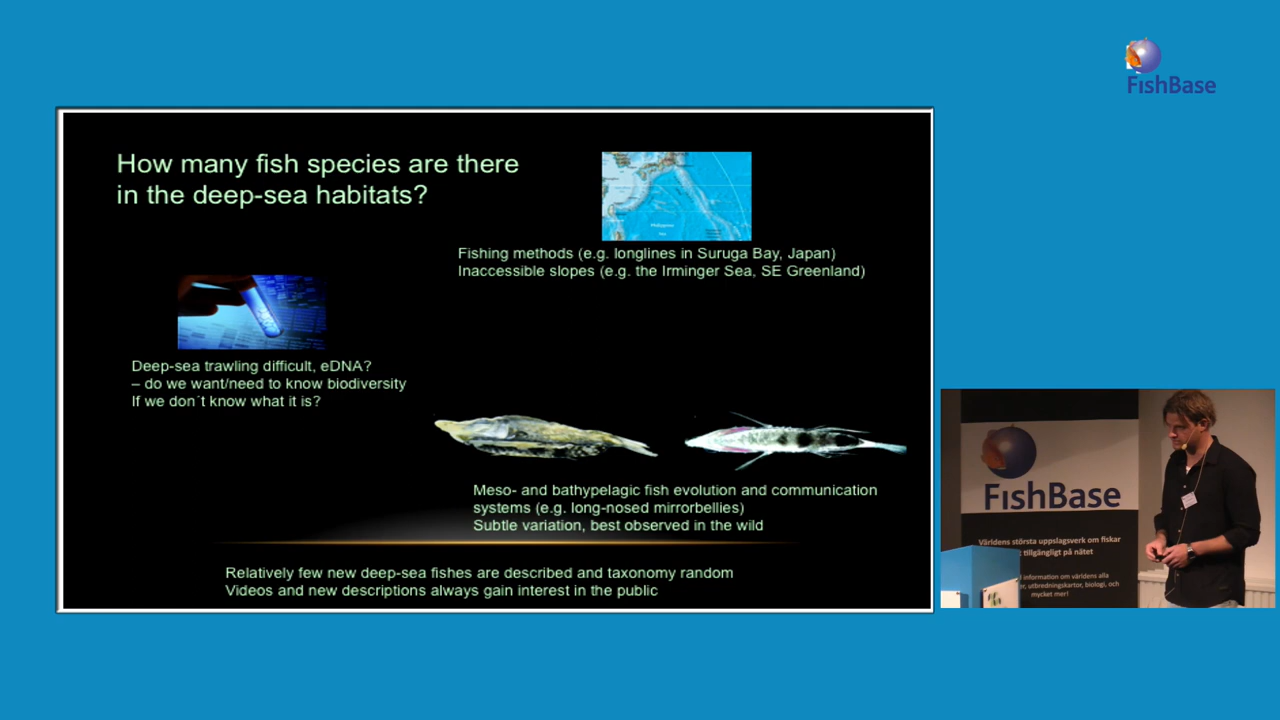 FishBase
How many fish species are there
in the deep-sea habitats?
Fishing methods (e.g. longlines in Suruga Bay, Japan)
Inaccessible slopes (e.g. the Irminger Sea, SE Greenland)
Deep-sea trawling difficult, eDNA?
– do we want/need to know biodiversity
If we don´t know what it is?
Meso- and bathypelagic fish evolution and communication
systems (e.g. long-nosed mirrorbellies)
Subtle variation, best observed in the wild
Relatively few new deep-sea fishes are described and taxonomy random
Videos and new descriptions always gain interest in the public
FishBase
Världens största uppslagsverk om fiskar
tillgängligt på nätet
information om världens alla
utbredningskartor, biologi, och
mycket mer!